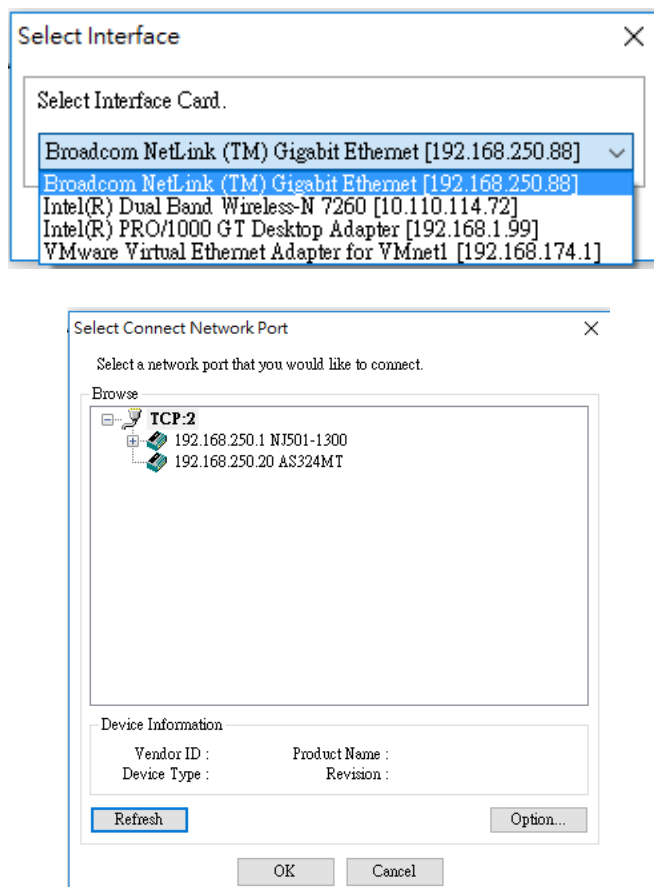 Select Interface
Select Interface Card.
Broadcom NetLink (TM) Gigabit Ethernet [192.168.250.88]
Broadcom NetLink (TM) Gigabit Ethernet [192.168.250.88]
Intel(R) Dual Band Wireless-N 7260 [10.110.114.72]
Intel(R) PRO/1000 GT Desktop Adapter [192.168.1.99]
VMware Virtual Ethernet Adapter for VMnet1 [192.168.174.1]
Select Connect Network Port
Select a network port that you would like to connect.
Browse
TCP:2
192.168.250.1 NJ501-1300
192.168.250.20 AS324MT
Device Information
Vendor ID : Product Name :
Device Type : Revision :
Refresh Option...
OK Cancel